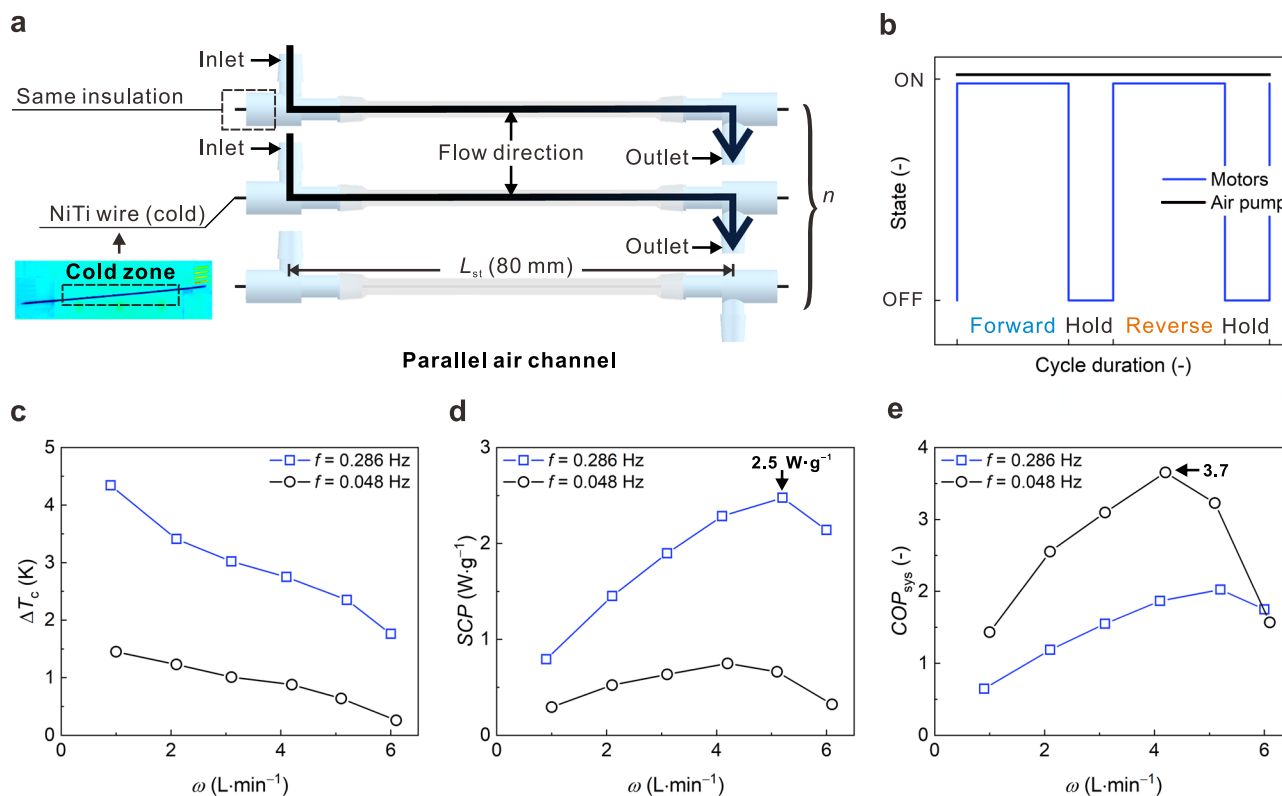 a
Inlet
Same insulation
Inlet
Flow direction
Outlet
n
NiTi wire (cold)
Outlet
Cold zone
Lst (80 mm)
Parallel air channel
b
ON
State (-)
Motors
Air pump
OFF
Forward Hold Reverse Hold
Cycle duration (-)
c
5
4
3
2
1
0
ΔTc (K)
f = 0.286 Hz
f = 0.048 Hz
0 2 4 6
ω (L·min⁻¹)
d
3
2
1
0
SCP (W·g⁻¹)
f = 0.286 Hz
f = 0.048 Hz
2.5 W·g⁻¹
0 2 4 6
ω (L·min⁻¹)
e
4
3
2
1
0
COPsys (-)
f = 0.286 Hz
f = 0.048 Hz
3.7
0 2 4 6
ω (L·min⁻¹)